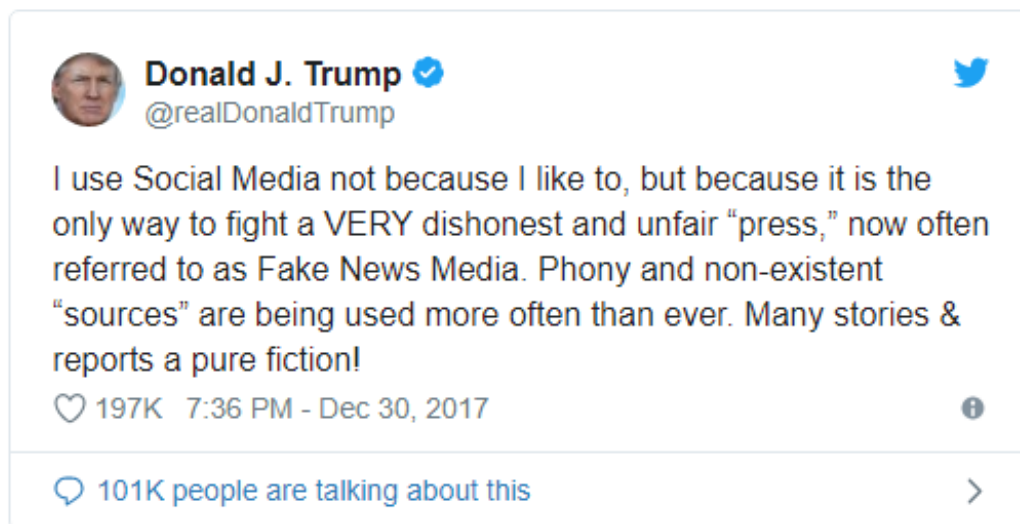 Donald J. Trump
@realDonaldTrump
I use Social Media not because I like to, but because it is the
only way to fight a VERY dishonest and unfair “press,” now often
referred to as Fake News Media. Phony and non-existent
“sources” are being used more often than ever. Many stories &
reports a pure fiction!
197K 7:36 PM - Dec 30, 2017
101K people are talking about this